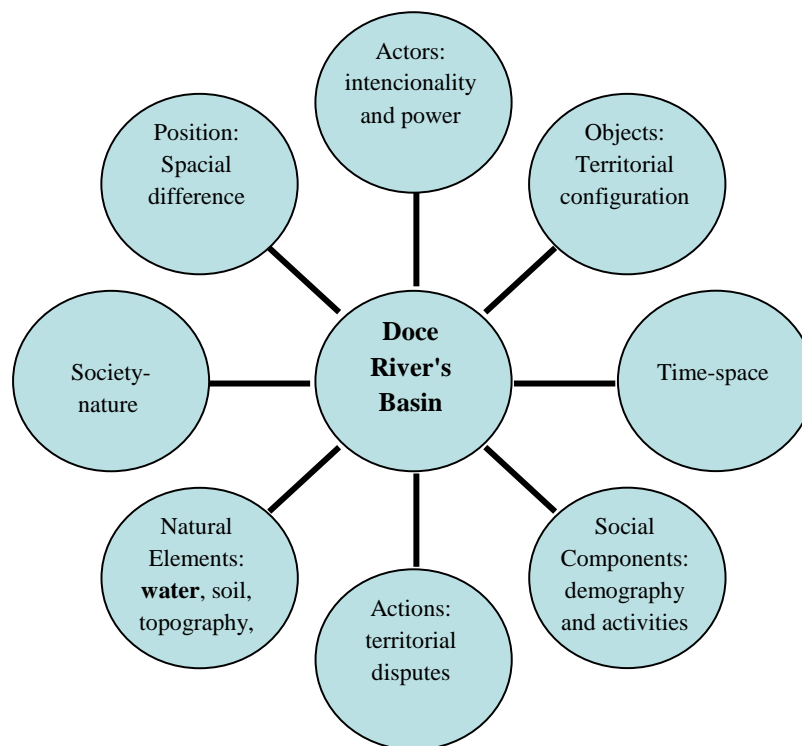 Actors:
intencionality
and power
Position:
Spacial
difference
Objects:
Territorial
configuration
Society-
nature
Doce
River's
Basin
Time-space
Natural
Elements:
water, soil,
topography,
Actions:
territorial
disputes
Social
Components:
demography
and activities